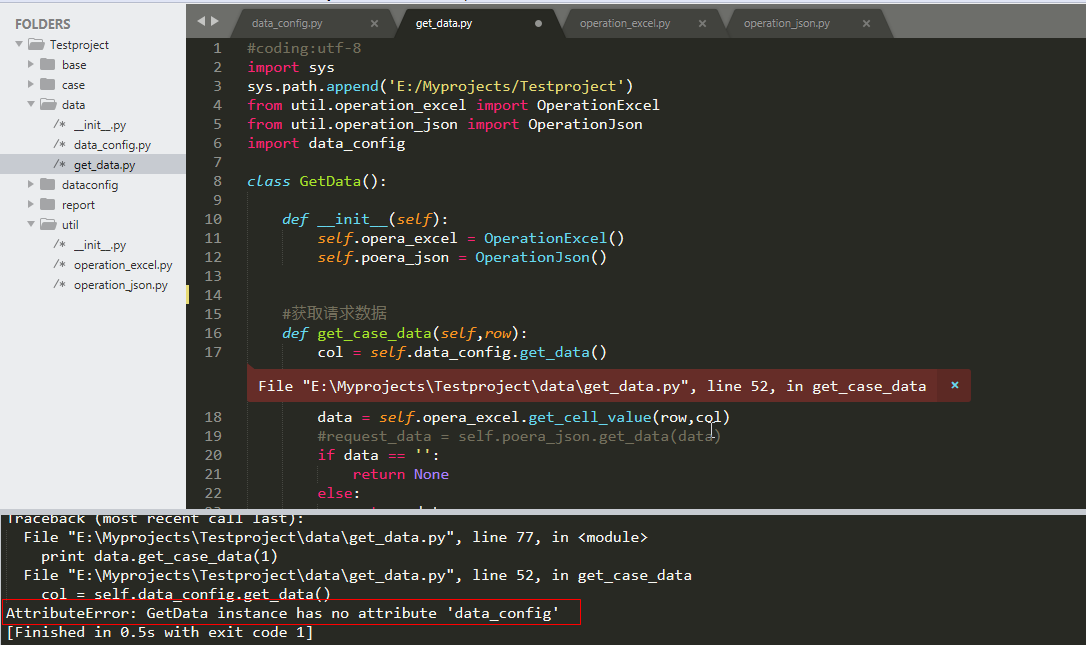 FOLDERS
Testproject
base
case
data
/* __init__.py
/* data_config.py
/* get_data.py
dataconfig
report
util
/* __init__.py
/* operation_excel.py
/* operation_json.py
data_config.py ×
get_data.py
operation_excel.py ×
operation_json.py ×
1 #coding:utf-8
2 import sys
3 sys.path.append('E:/Myprojects/Testproject')
4 from util.operation_excel import OperationExcel
5 from util.operation_json import OperationJson
6 import data_config
7
8 class GetData():
9
10 def __init__(self):
11 self.opera_excel = OperationExcel()
12 self.poera_json = OperationJson()
13
14
15 #获取请求数据
16 def get_case_data(self,row):
17 col = self.data_config.get_data()
File "E:\Myprojects\Testproject\data\get_data.py", line 52, in get_case_data ×
18 data = self.opera_excel.get_cell_value(row,col)
19 #request_data = self.poera_json.get_data(data)
20 if data == '':
21 return None
22 else:
Traceback (most recent call last):
File "E:\Myprojects\Testproject\data\get_data.py", line 77, in <module>
print data.get_case_data(1)
File "E:\Myprojects\Testproject\data\get_data.py", line 52, in get_case_data
col = self.data_config.get_data()
AttributeError: GetData instance has no attribute 'data_config'
[Finished in 0.5s with exit code 1]